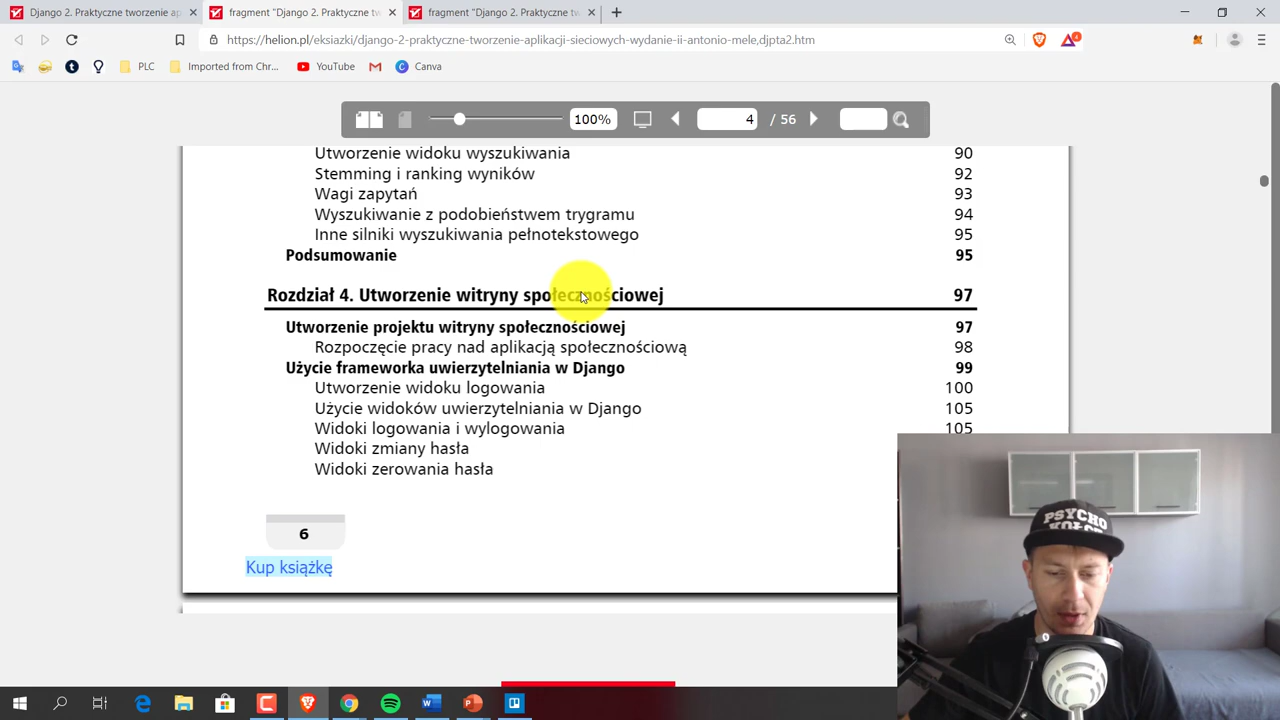 Django 2. Praktyczne tworzenie ap
fragment "Django 2. Praktyczne tw
fragment "Django 2. Praktyczne tw
https://helion.pl/eksiazki/django-2-praktyczne-tworzenie-aplikacji-sieciowych-wydanie-ii-antonio-mele,djpta2.htm
PLC
Imported from Chr...
YouTube
Canva
100%
4 / 56
Utworzenie widoku wyszukiwania 90
Stemming i ranking wyników 92
Wagi zapytań 93
Wyszukiwanie z podobieństwem trygramu 94
Inne silniki wyszukiwania pełnotekstowego 95
Podsumowanie 95
Rozdział 4. Utworzenie witryny społecznościowej 97
Utworzenie projektu witryny społecznościowej 97
Rozpoczęcie pracy nad aplikacją społecznościową 98
Użycie frameworka uwierzytelniania w Django 99
Utworzenie widoku logowania 100
Użycie widoków uwierzytelniania w Django 105
Widoki logowania i wylogowania 105
Widoki zmiany hasła
Widoki zerowania hasła
6
Kup książkę
PSYCHO